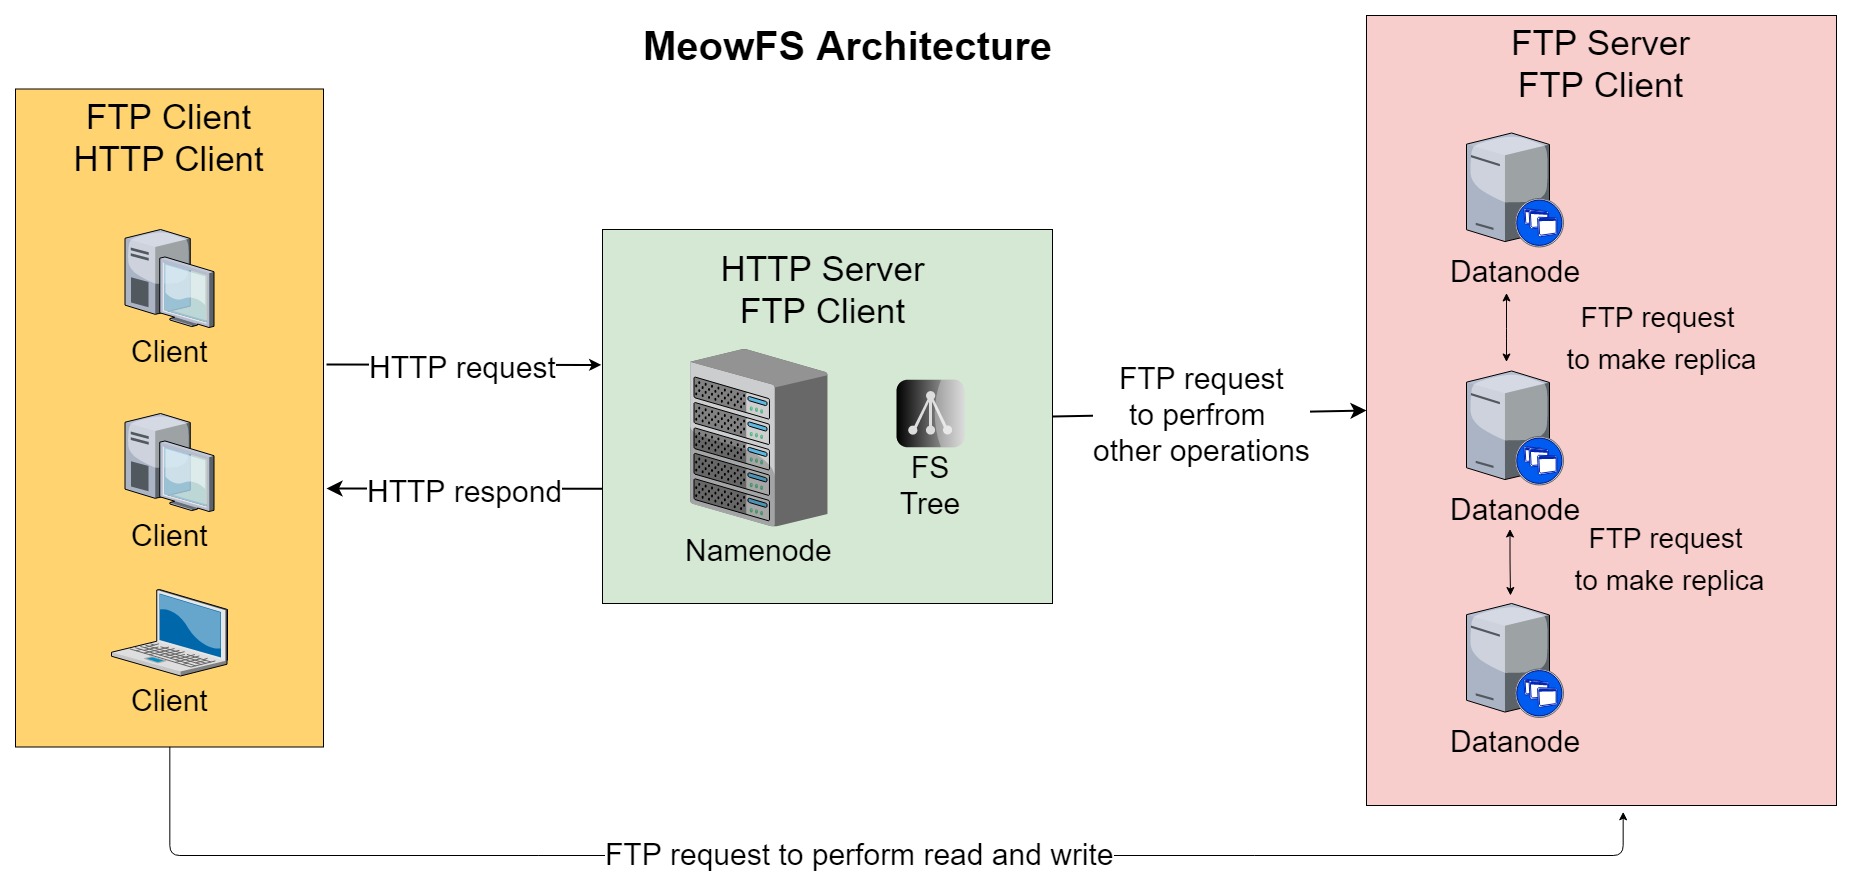 MeowFS Architecture
FTP Client
HTTP Client
Client
Client
Client
HTTP request
HTTP respond
HTTP Server
FTP Client
Namenode
FS
Tree
FTP request
to perfrom
other operations
FTP Server
FTP Client
Datanode
FTP request
to make replica
Datanode
FTP request
to make replica
Datanode
FTP request to perform read and write